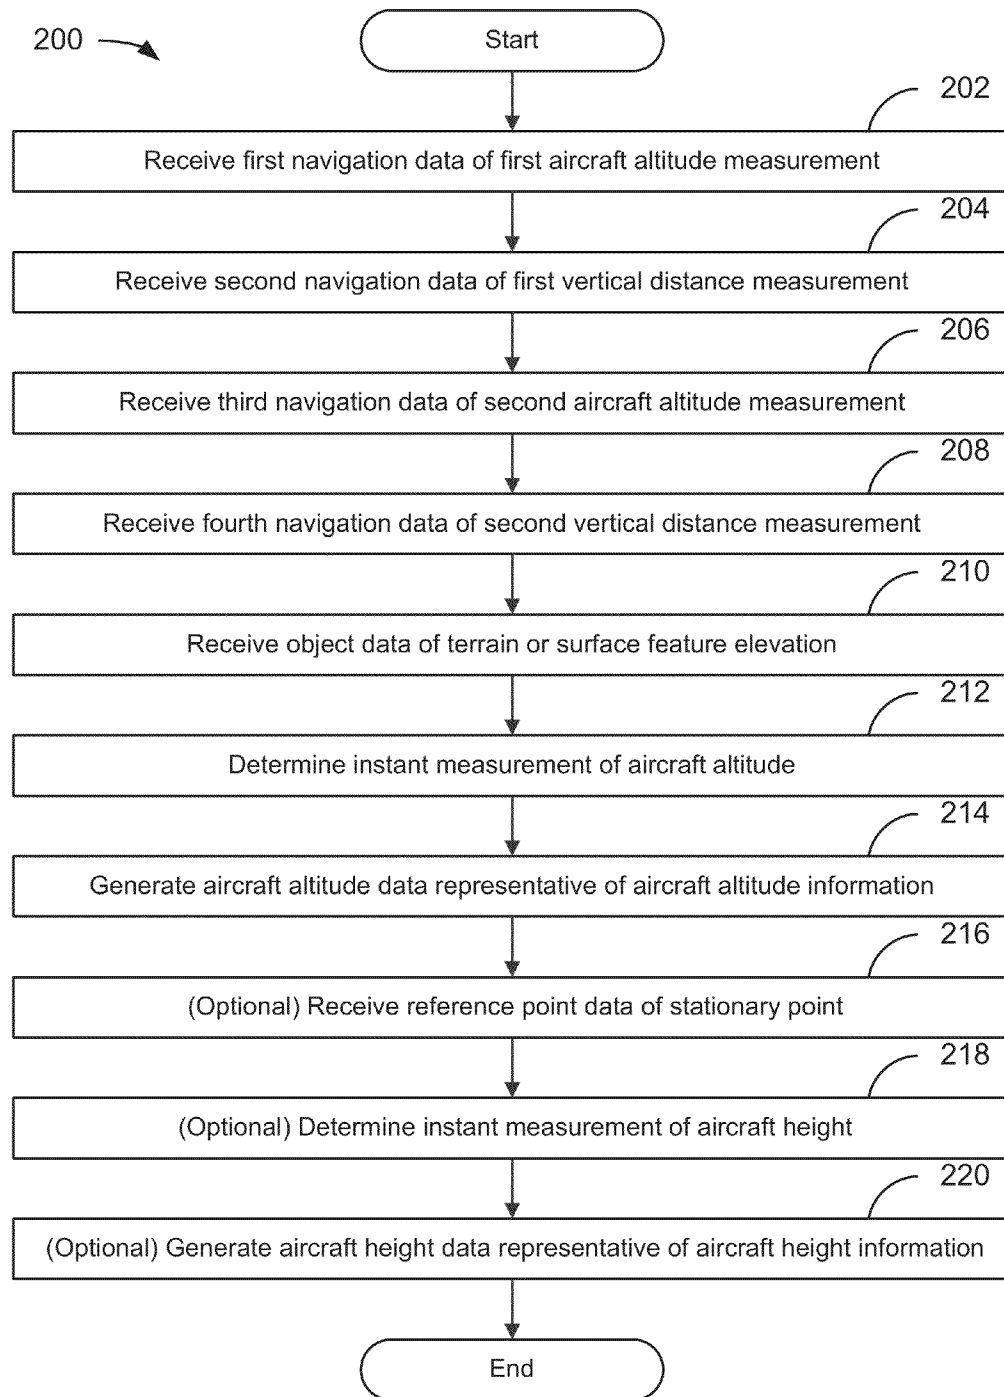 200
Start
202
Receive first navigation data of first aircraft altitude measurement
204
Receive second navigation data of first vertical distance measurement
206
Receive third navigation data of second aircraft altitude measurement
208
Receive fourth navigation data of second vertical distance measurement
210
Receive object data of terrain or surface feature elevation
212
Determine instant measurement of aircraft altitude
214
Generate aircraft altitude data representative of aircraft altitude information
216
(Optional) Receive reference point data of stationary point
218
(Optional) Determine instant measurement of aircraft height
220
(Optional) Generate aircraft height data representative of aircraft height information
End